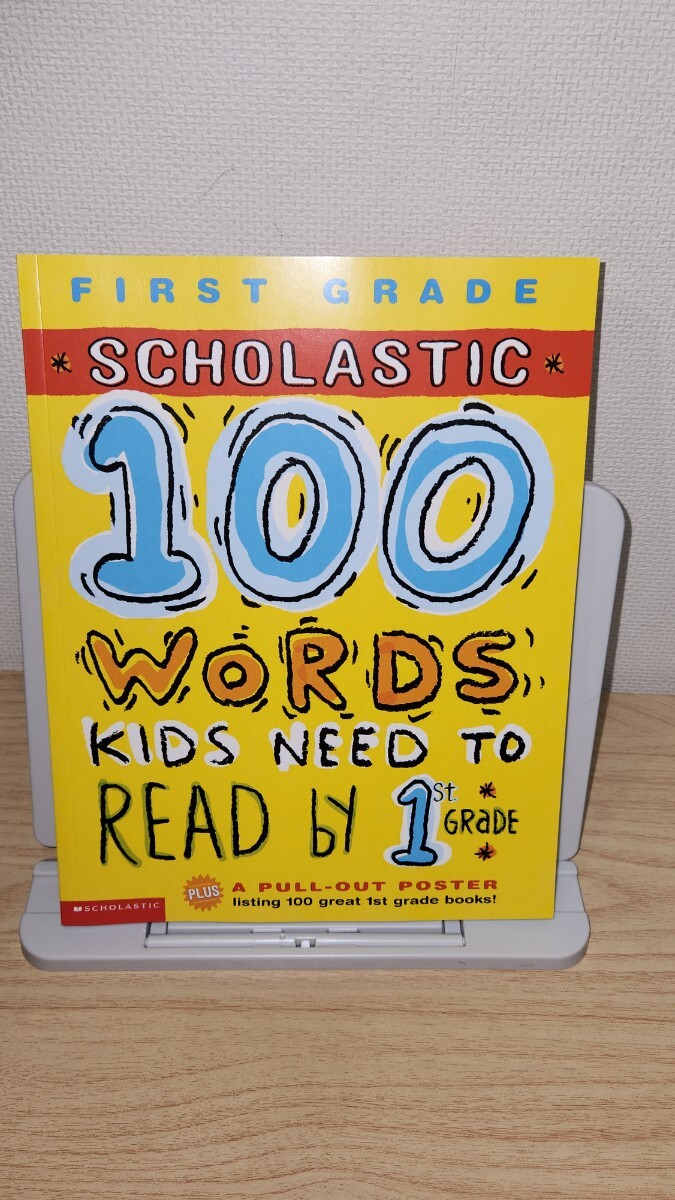 FIRST GRADE
SCHOLASTIC
100
WORDS
KIDS NEED TO
READ by 1st GRaDE
PLUS A PULL-OUT POSTER
listing 100 great 1st grade books!
SCHOLASTIC